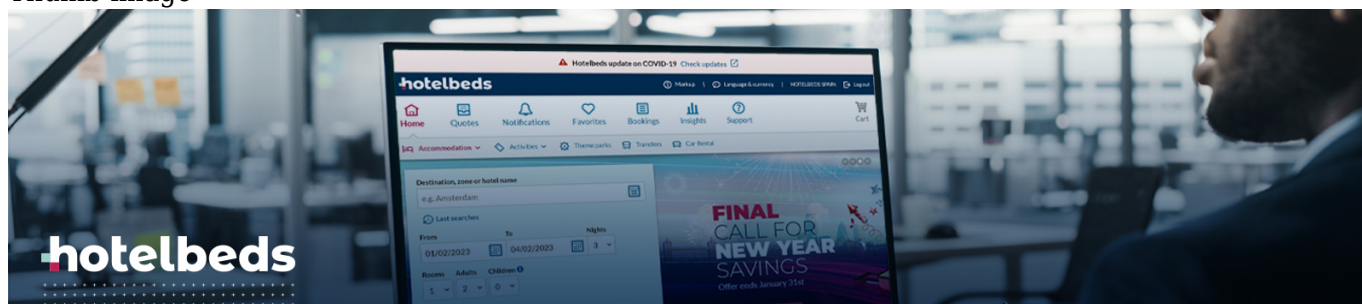 Hotelbeds update on COVID-19 Check updates
hotelbeds
Markup | Language & currency | HOTELBEDS SPAIN Logout
Home Quotes Notifications Favorites Bookings Insights Support Cart
Accommodation Activities Theme parks Transfers Car Rental
Destination, zone or hotel name
e.g. Amsterdam
Last searches
From To Nights
01/02/2023 04/02/2023 3
Rooms Adults Children
1 2 0
FINAL
CALL FOR
NEW YEAR
SAVINGS
Offer ends January 31st
hotelbeds